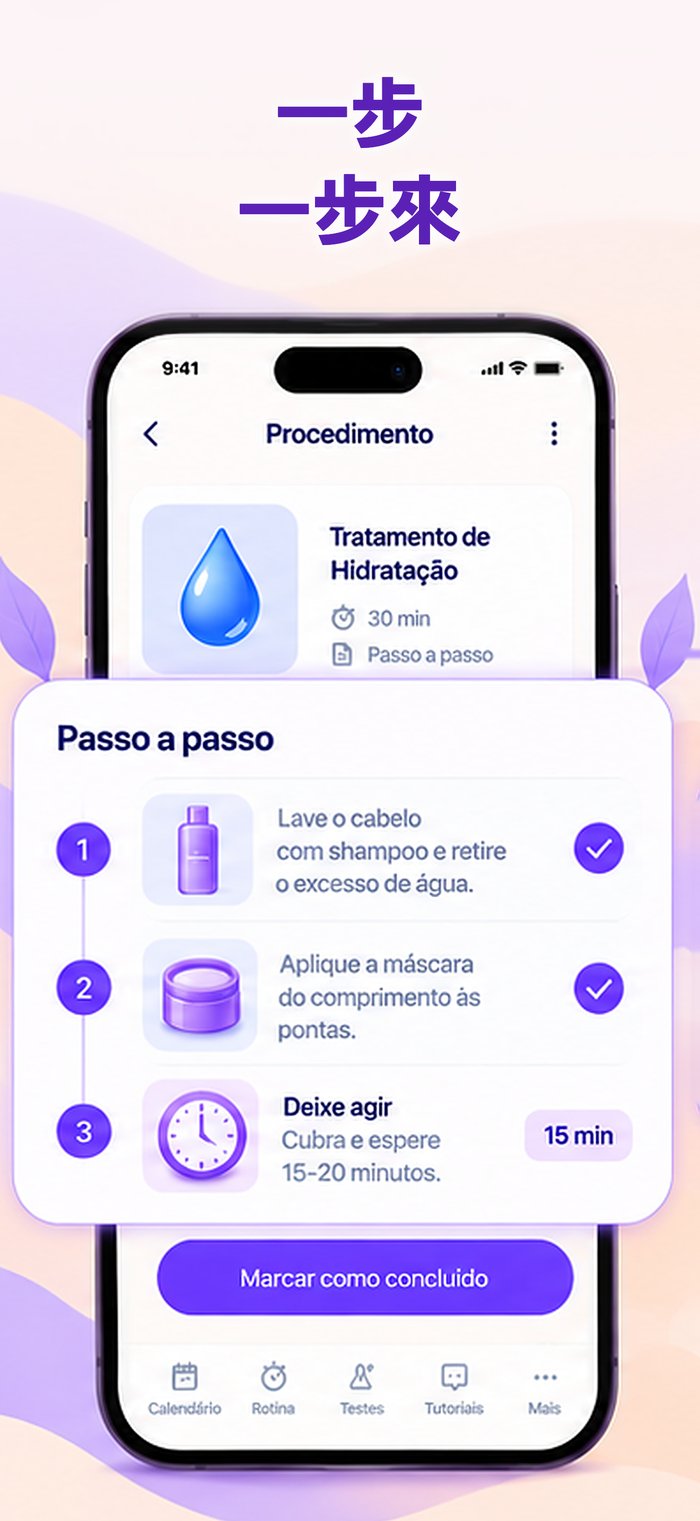 一步
一步來
9:41
Procedimento
Tratamento de
Hidratação
30 min
Passo a passo
Passo a passo
1
Lave o cabelo
com shampoo e retire
o excesso de água.
2
Aplique a máscara
do comprimento ás
pontas.
3
Deixe agir
Cubra e espere
15-20 minutos.
15 min
Marcar como concluido
Calendário
Rotina
Testes
Tutoriais
Mais